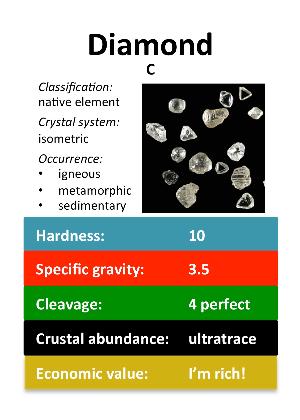 Diamond
C
Classification:
native element
Crystal system:
isometric
Occurrence:
• igneous
• metamorphic
• sedimentary
Hardness: 10
Specific gravity: 3.5
Cleavage: 4 perfect
Crustal abundance: ultratrace
Economic value: I'm rich!